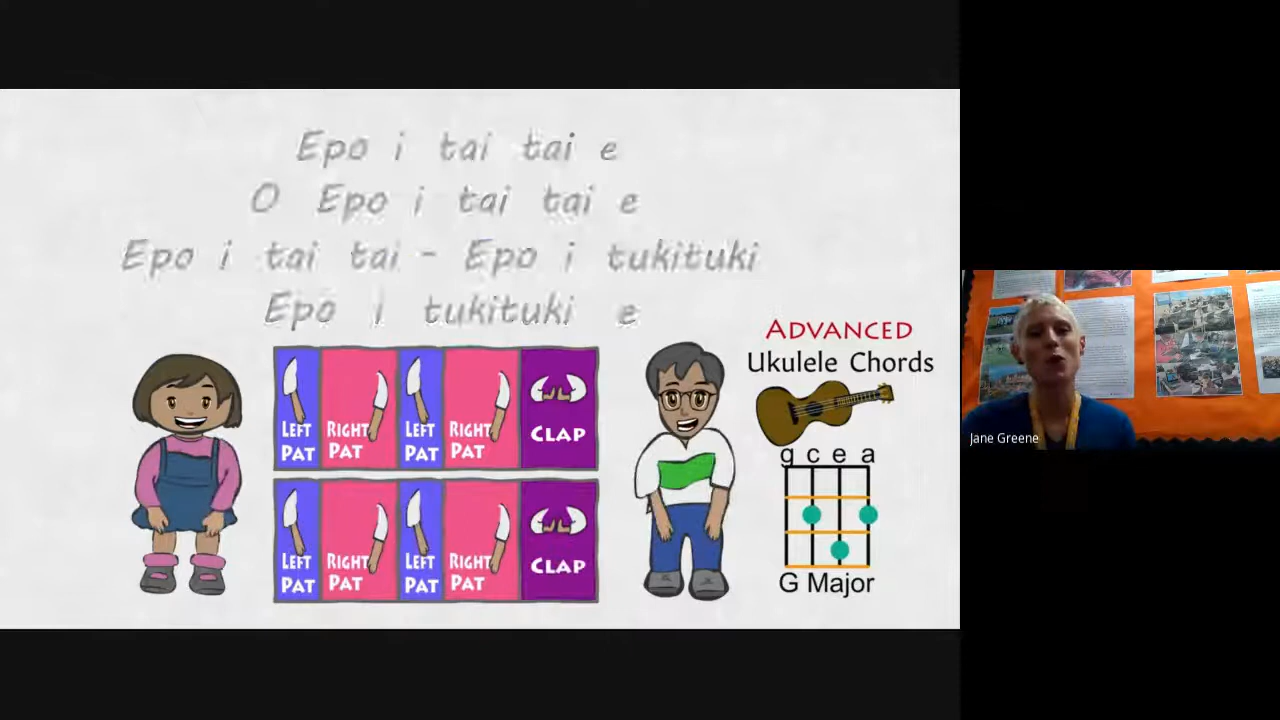 Epo i tai tai e
O Epo i tai tai e
Epo i tai tai - Epo i tukituki
Epo i tukituki e
ADVANCED
Ukulele Chords
LEFT PAT
RIGHT PAT
LEFT PAT
RIGHT PAT
CLAP
LEFT PAT
RIGHT PAT
LEFT PAT
RIGHT PAT
CLAP
g c e a
G Major
Jane Greene